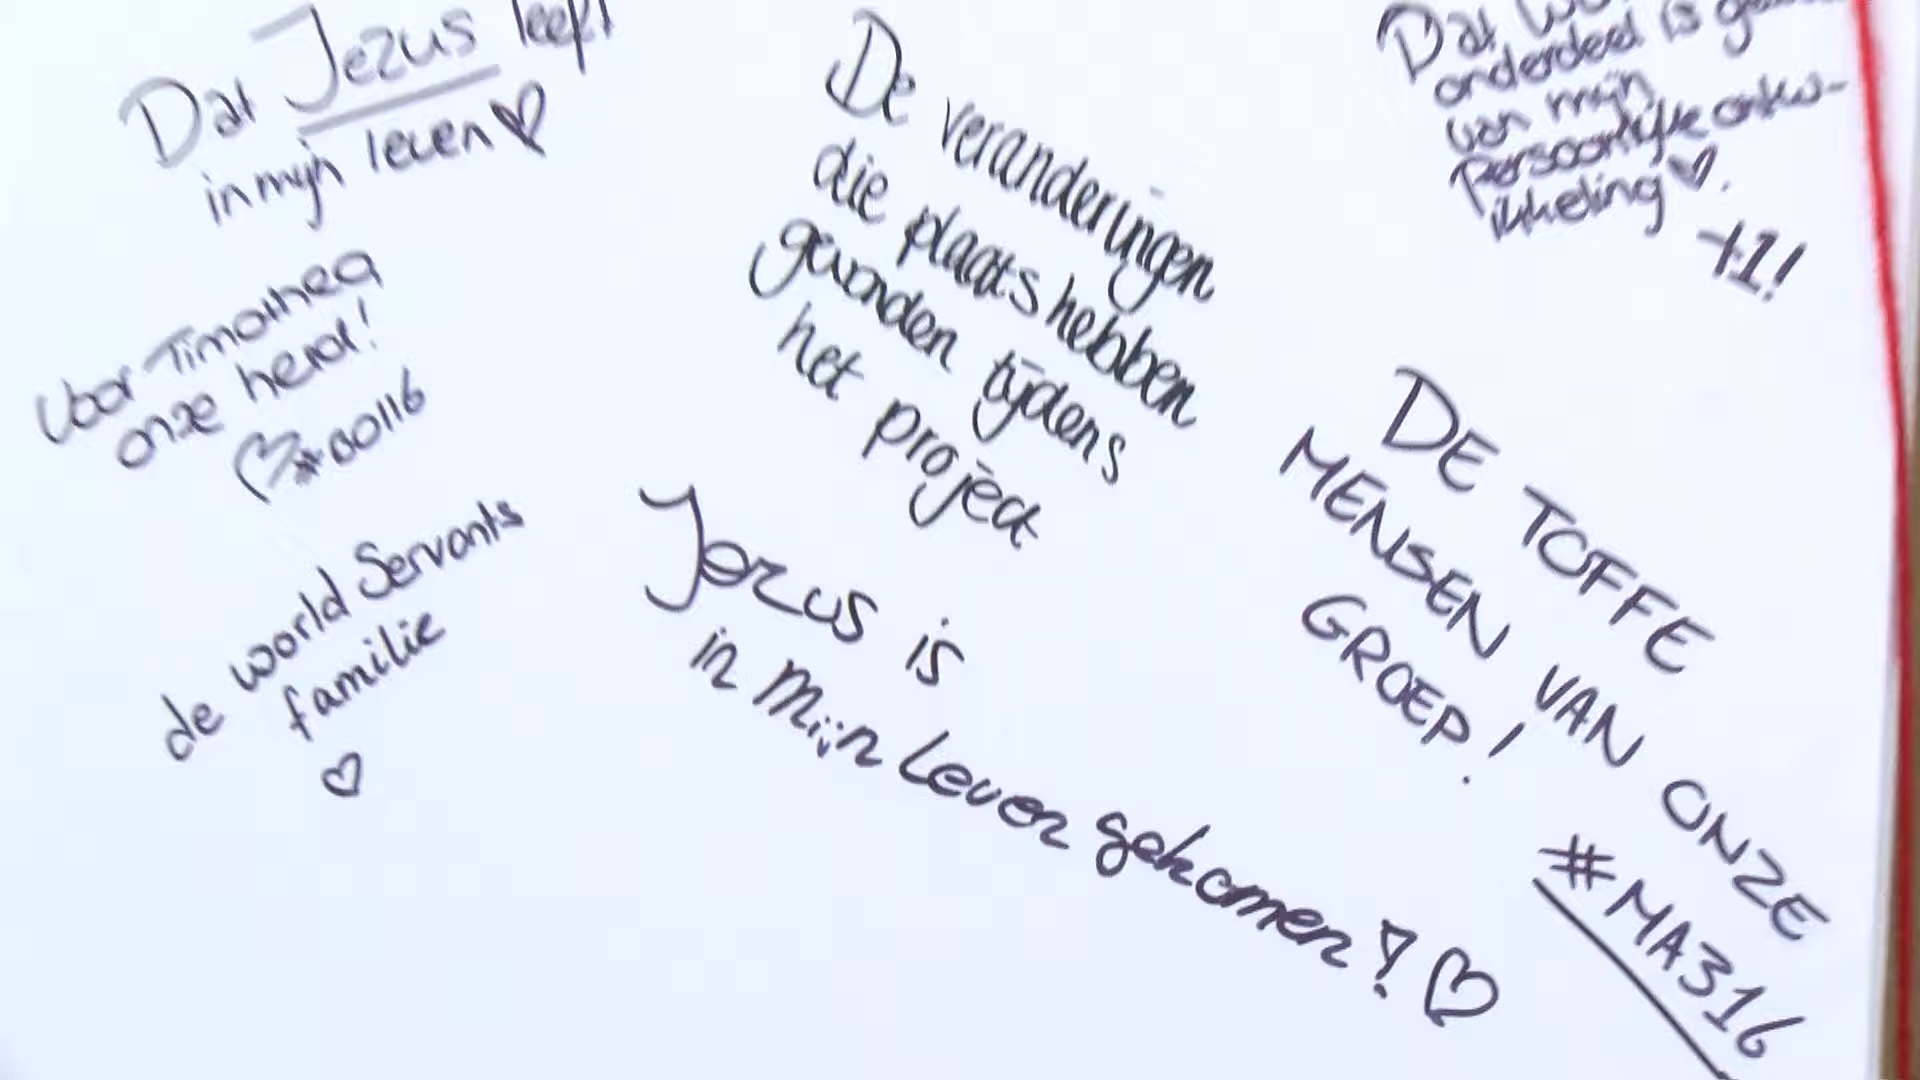 Dat Jezus leeft
in mijn leven ♡
Voor Timothea
onze held!
♡#BO116
de world Servants
familie
♡
De veranderingen
die plaats hebben
gevonden tijdens
het project
Jezus is
in Mijn Leven gekomen! ♡
Dat
onderdeel is
van mijn
Persoonlijke ontw-
ikkeling ♡.
+1!
DE TOFFE
MENSEN VAN ONZE
GROEP!
#MA316